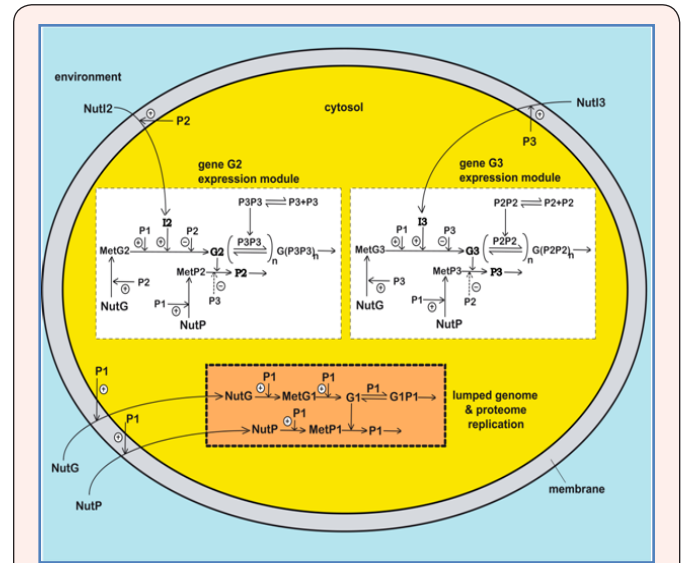 environment
NutI2
⊕
P2
cytosol
NutI3
⊕
P3
gene G2
expression module
P3P3 ⇌ P3+P3
I2
P1 P2
⊕ ⊕ ⊖
MetG2 G2 ( P3P3 ⇌ )n G(P3P3)n
MetP2 P2
⊕ P2
P1 ⊕
P3 ⊖
NutG
NutP
gene G3
expression module
P2P2 ⇌ P2+P2
I3
P1 P3
⊕ ⊕ ⊖
MetG3 G3 ( P2P2 ⇌ )n G(P2P2)n
MetP3 P3
⊕ P3
P1 ⊕
P2 ⊖
NutG
NutP
P1
⊕
P1
⊕
NutG
NutP
P1 P1
⊕ ⊕ P1
NutG → MetG1 → G1 ⇌ G1P1 →
P1
⊕
NutP → MetP1 → P1 →
lumped genome
& proteome
replication
membrane